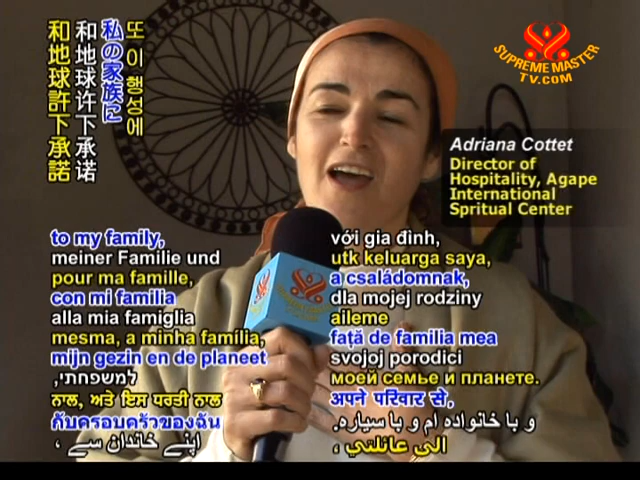 또 이 행성에
私の家族に
和地球许下承诺
和地球許下承諾
SUPREME MASTER
TV.COM
Adriana Cottet
Director of
Hospitality, Agape
International
Spritual Center
to my family,
meiner Familie und
pour ma famille,
con mi familia
alla mia famiglia
mesma, a minha família,
mijn gezin en de planeet
למשפחתי,
ਨਾਲ, ਅਤੇ ਇਸ ਧਰਤੀ ਨਾਲ
กับครอบครัวของฉัน
اپنے خاندان سے ،
với gia đình,
utk keluarga saya,
a családomnak,
dla mojej rodziny
aileme
față de familia mea
svojoj porodici
моей семье и планете.
अपने परिवार से,
و با خانواده ام و با سیاره.
الى عائلتي ،
SUPREME MASTER
TV.COM